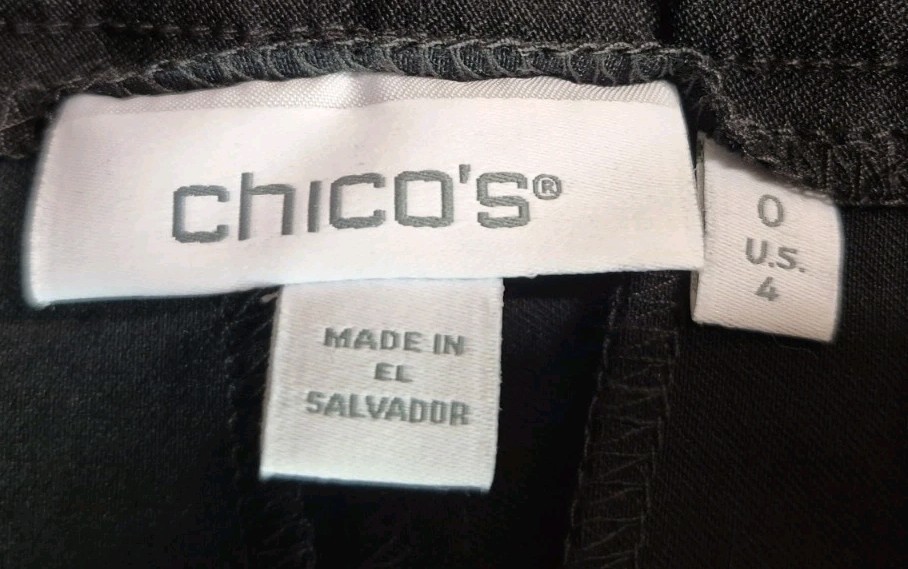 chico's®
0
U.S.
4
MADE IN
EL
SALVADOR